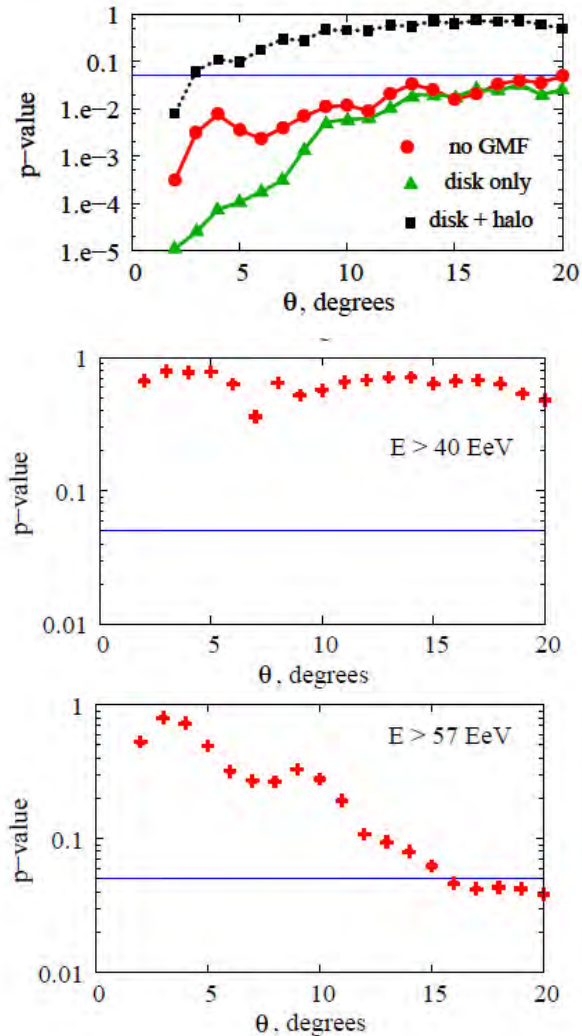 1
0.1
1.e−2
1.e−3
1.e−4
1.e−5
p−value
no GMF
disk only
disk + halo
0 5 10 15 20
θ, degrees
1
0.1
0.01
p−value
E > 40 EeV
0 5 10 15 20
θ, degrees
1
0.1
0.01
p−value
E > 57 EeV
0 5 10 15 20
θ, degrees